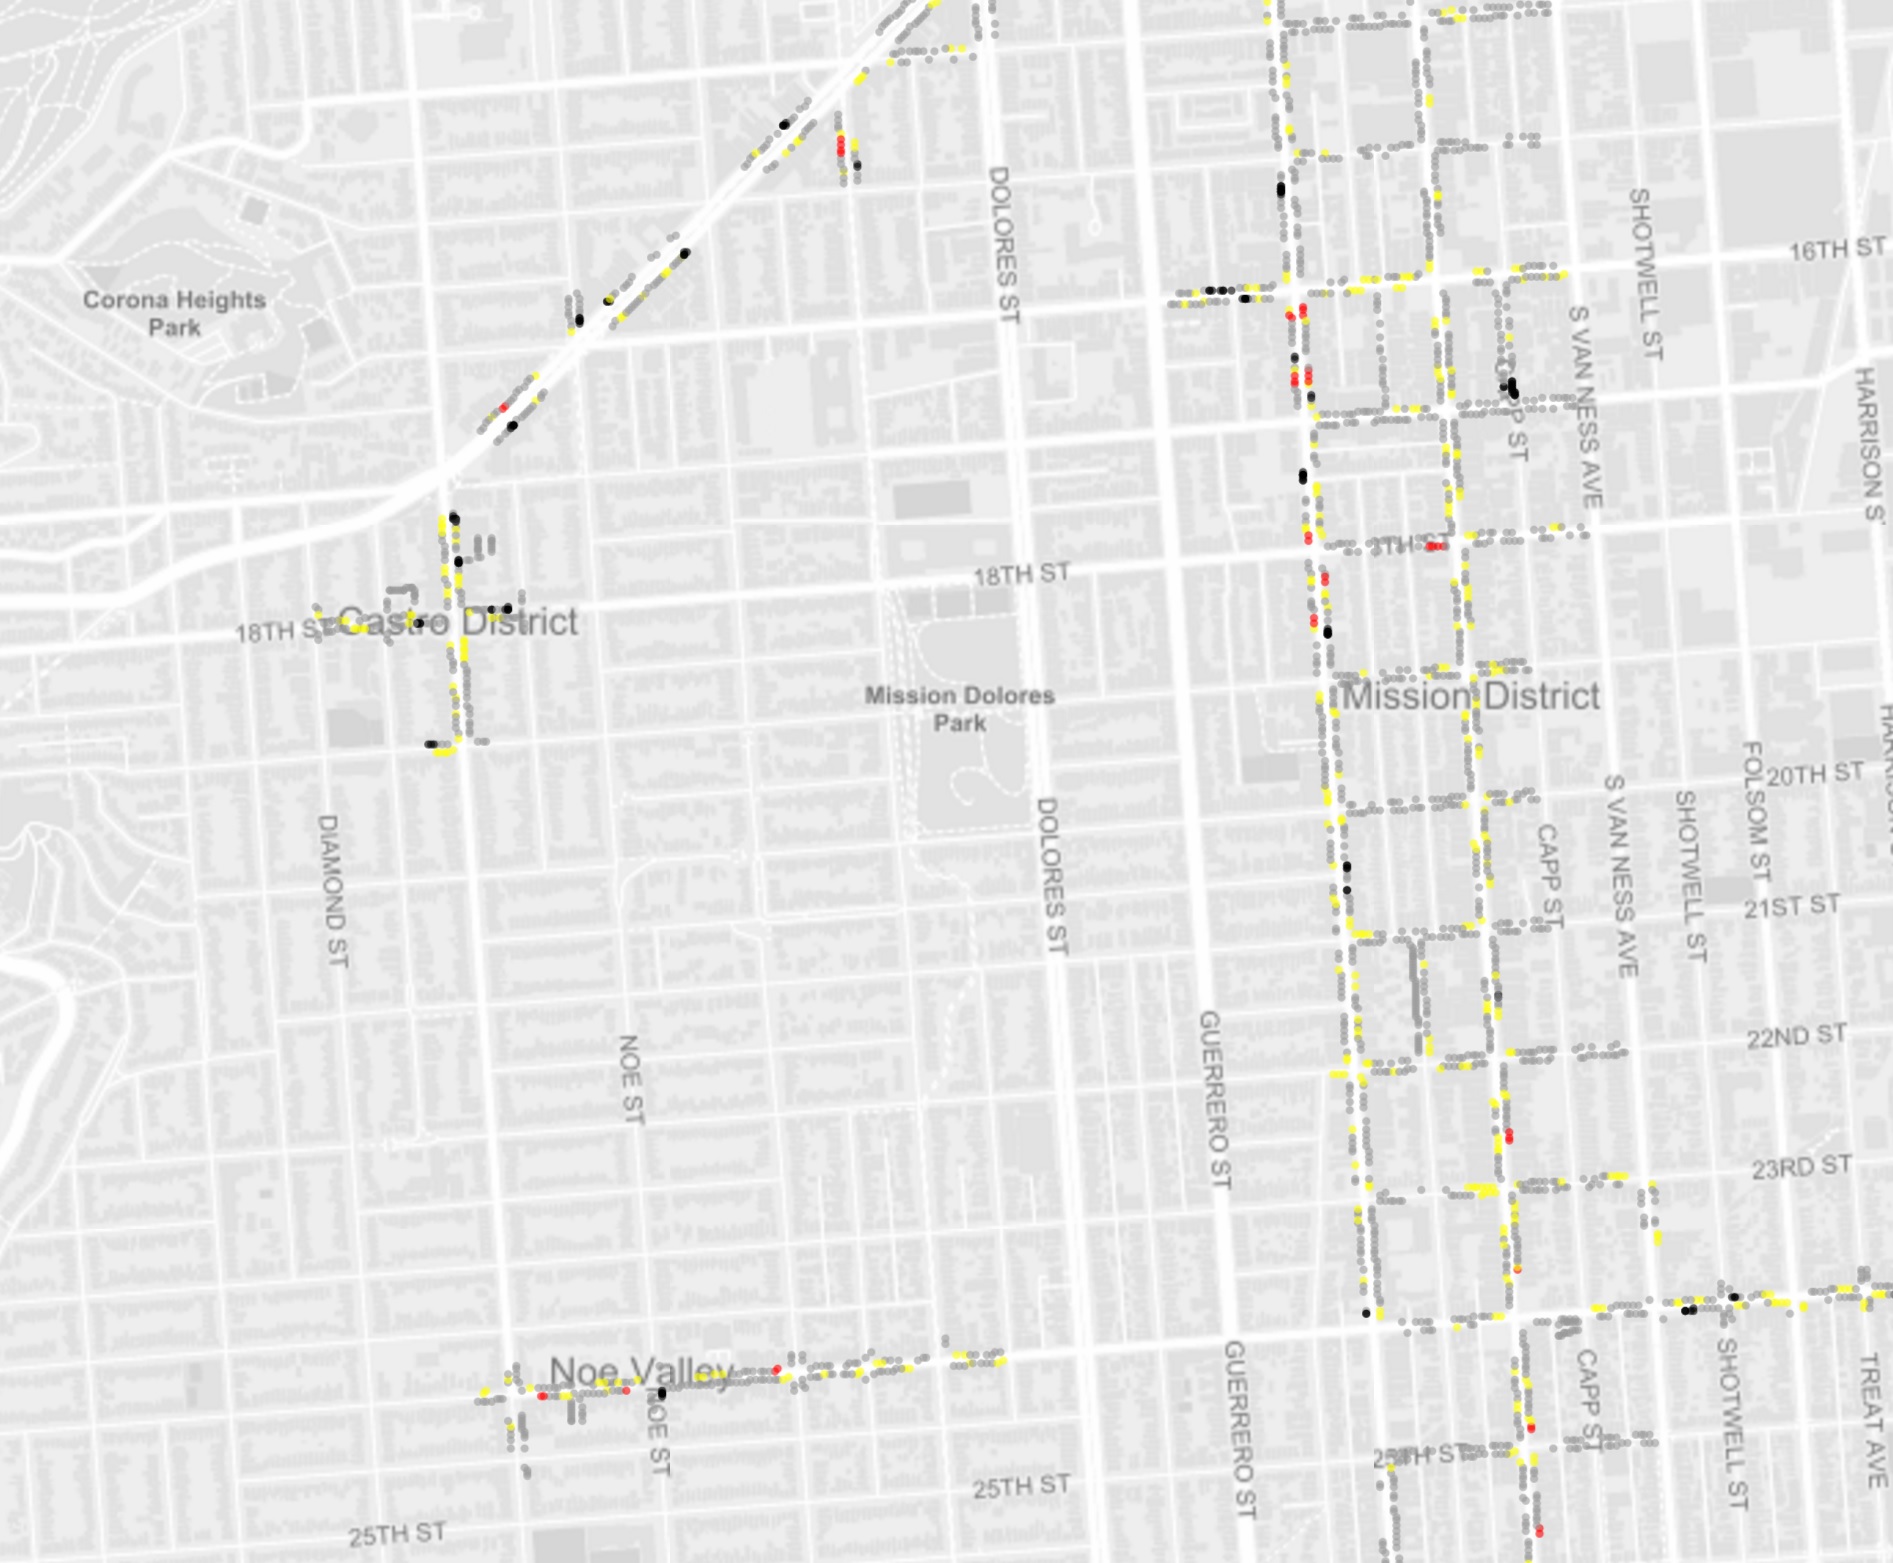 DOLORES ST
SHOTWELL ST
16TH ST
Corona Heights
Park
S VAN NESS AVE
HARRISON S
PP ST
18TH ST
18TH ST
Castro District
Mission Dolores
Park
Mission District
FOLSOM ST
20TH ST
S VAN NESS AVE
SHOTWELL ST
DIAMOND ST
DOLORES ST
CAPP ST
21ST ST
GUERRERO ST
22ND ST
NOE ST
23RD ST
Noe Valley
NOE ST
GUERRERO ST
CAPP ST
SHOTWELL ST
TREAT AVE
25TH ST
25TH ST
25TH ST